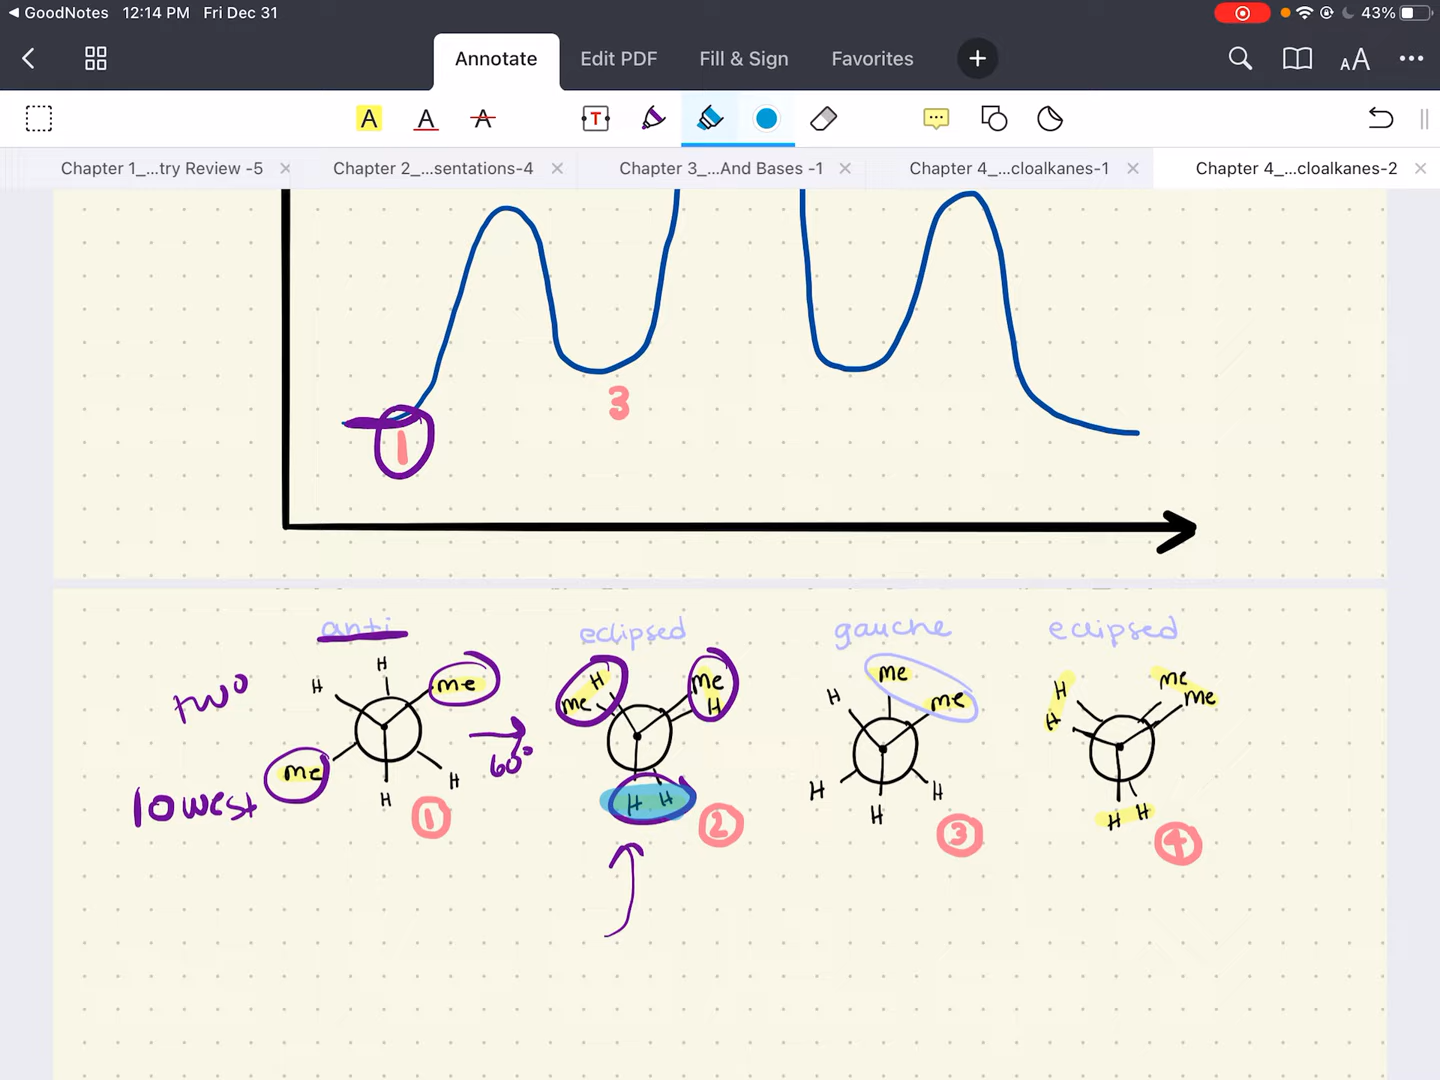 GoodNotes 12:14 PM Fri Dec 31 43%
Annotate Edit PDF Fill & Sign Favorites
A A A T
Chapter 1_...try Review -5 Chapter 2_...sentations-4 Chapter 3_...And Bases -1 Chapter 4_...cloalkanes-1 Chapter 4_...cloalkanes-2
3
1
anti eclipsed gauche eclipsed
two
lowest
H
H me
me H
H
1
60°
H me
me H
H H
2
me
H me
H H
H
3
H me
H me
H H
4